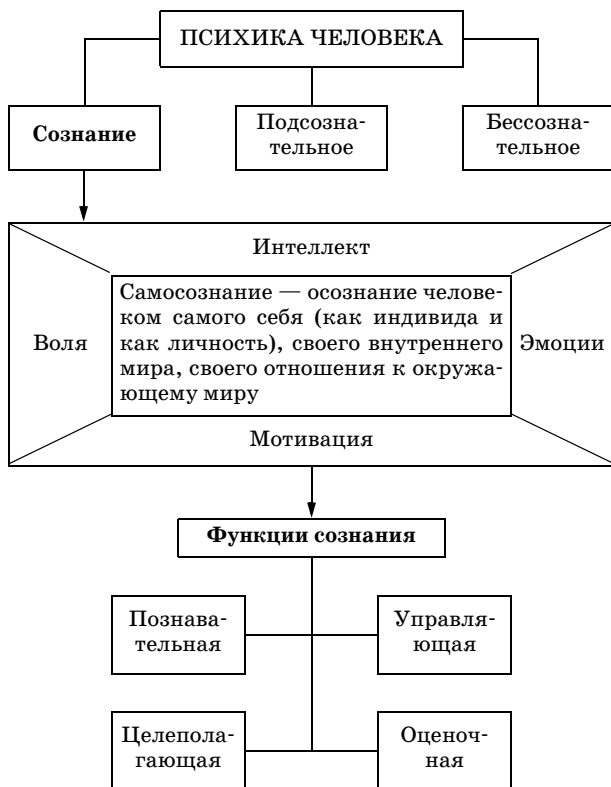 ПСИХИКА ЧЕЛОВЕКА
Сознание
Подсозна-
тельное
Бессозна-
тельное
Интеллект
Воля
Самосознание — осознание челове-
ком самого себя (как индивида и
как личность), своего внутреннего
мира, своего отношения к окружа-
ющему миру
Эмоции
Мотивация
Функции сознания
Познава-
тельная
Управля-
ющая
Целепола-
гающая
Оценоч-
ная